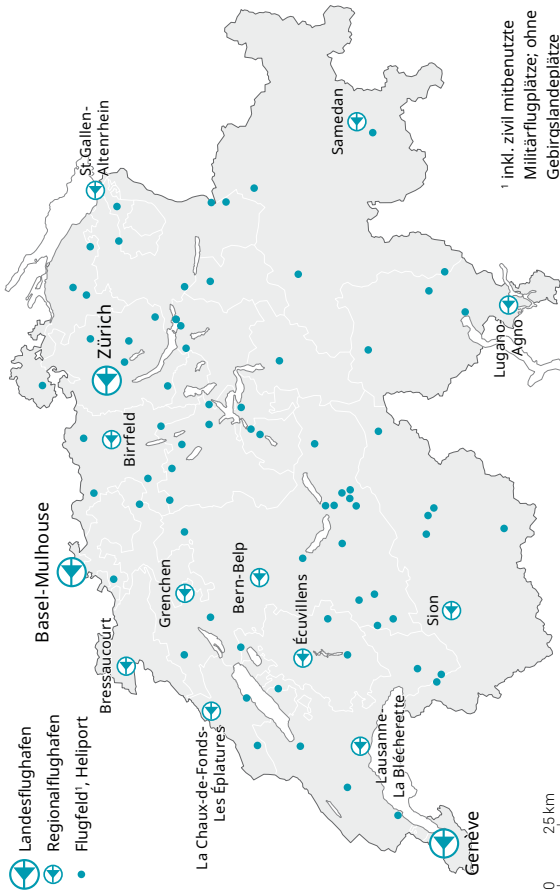 Landesflughafen
Regionalflughafen
Flugfeld¹, Heliport
Basel-Mulhouse
Bressaucourt
Grenchen
La Chaux-de-Fonds-
Les Éplatures
Bern-Belp
Écuvillens
Lausanne-
La Blécherette
Genève
Sion
Birrfeld
Zürich
St.Gallen-
Altenrhein
Samedan
Lugano-
Agno
0 25 km
¹ inkl. zivil mitbenutzte
Militärflugplätze; ohne
Gebirgslandeplätze